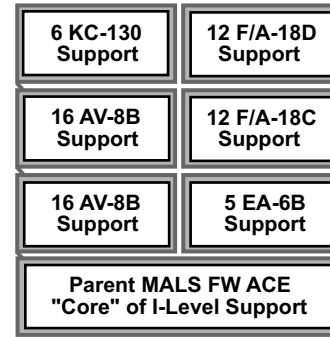 6 KC-130
Support
12 F/A-18D
Support
16 AV-8B
Support
12 F/A-18C
Support
16 AV-8B
Support
5 EA-6B
Support
Parent MALS FW ACE
"Core" of I-Level Support